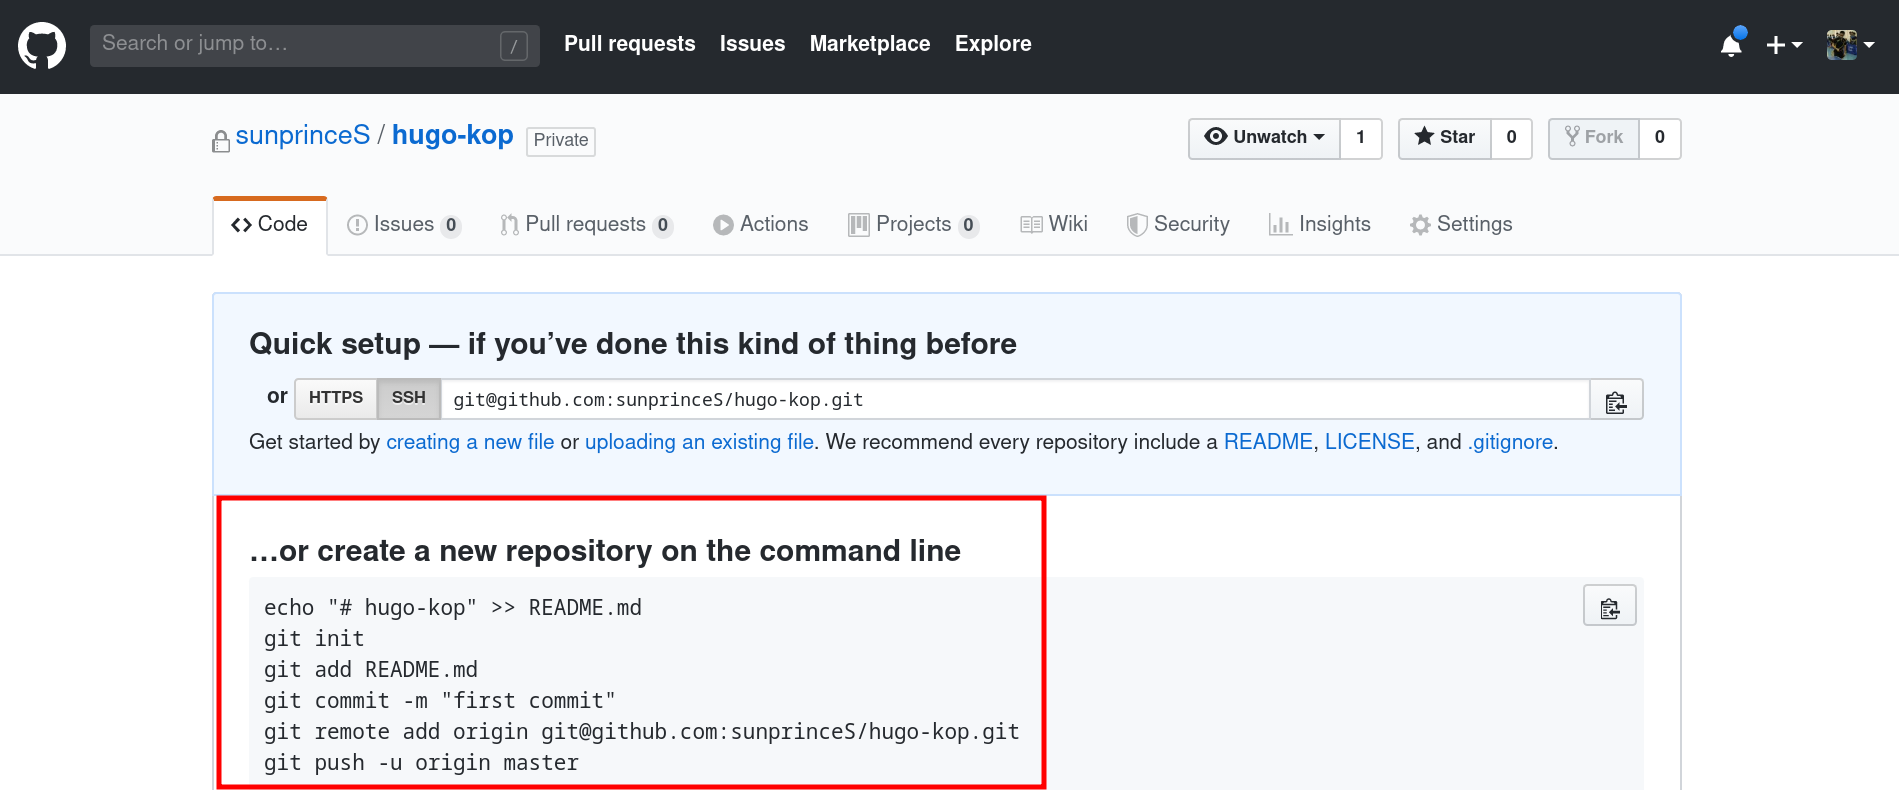 Search or jump to… /
Pull requests Issues Marketplace Explore
sunprinceS / hugo-kop Private
Unwatch 1 Star 0 Fork 0
Code Issues 0 Pull requests 0 Actions Projects 0 Wiki Security Insights Settings
Quick setup — if you’ve done this kind of thing before
or HTTPS SSH git@github.com:sunprinceS/hugo-kop.git
Get started by creating a new file or uploading an existing file. We recommend every repository include a README, LICENSE, and .gitignore.
…or create a new repository on the command line
echo "# hugo-kop" >> README.md
git init
git add README.md
git commit -m "first commit"
git remote add origin git@github.com:sunprinceS/hugo-kop.git
git push -u origin master